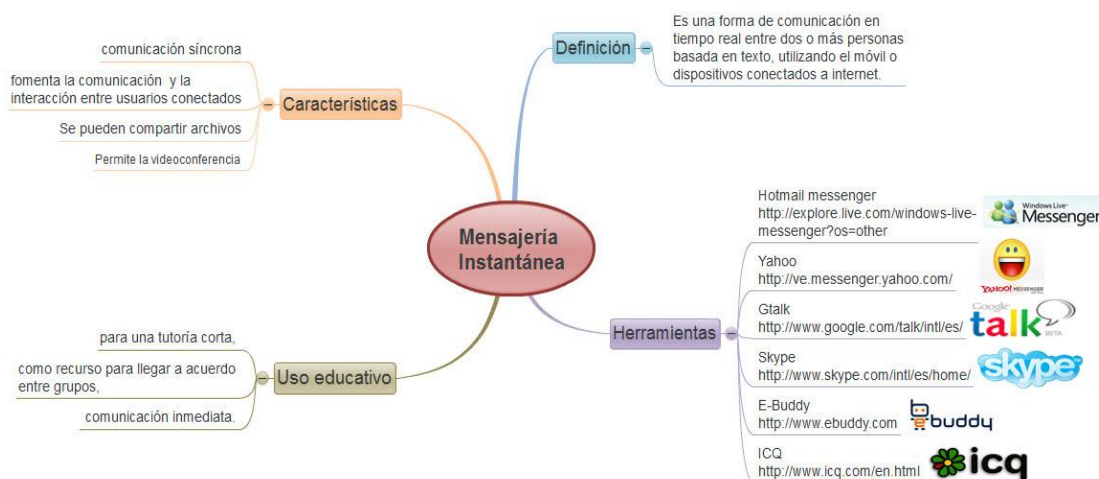 Mensajería
Instantánea
Definición
Es una forma de comunicación en
tiempo real entre dos o más personas
basada en texto, utilizando el móvil o
dispositivos conectados a internet.
Características
comunicación síncrona
fomenta la comunicación y la
interacción entre usuarios conectados
Se pueden compartir archivos
Permite la videoconferencia
Herramientas
Hotmail messenger
http://explore.live.com/windows-live-
messenger?os=other
Windows Live
Messenger
Yahoo
http://ve.messenger.yahoo.com/
YAHOO! MESSENGER
Gtalk
http://www.google.com/talk/intl/es/
Google
talk
BETA
Skype
http://www.skype.com/intl/es/home/
skype
E-Buddy
http://www.ebuddy.com
ebuddy
ICQ
http://www.icq.com/en.html
icq
Uso educativo
para una tutoría corta,
como recurso para llegar a acuerdo
entre grupos,
comunicación inmediata.